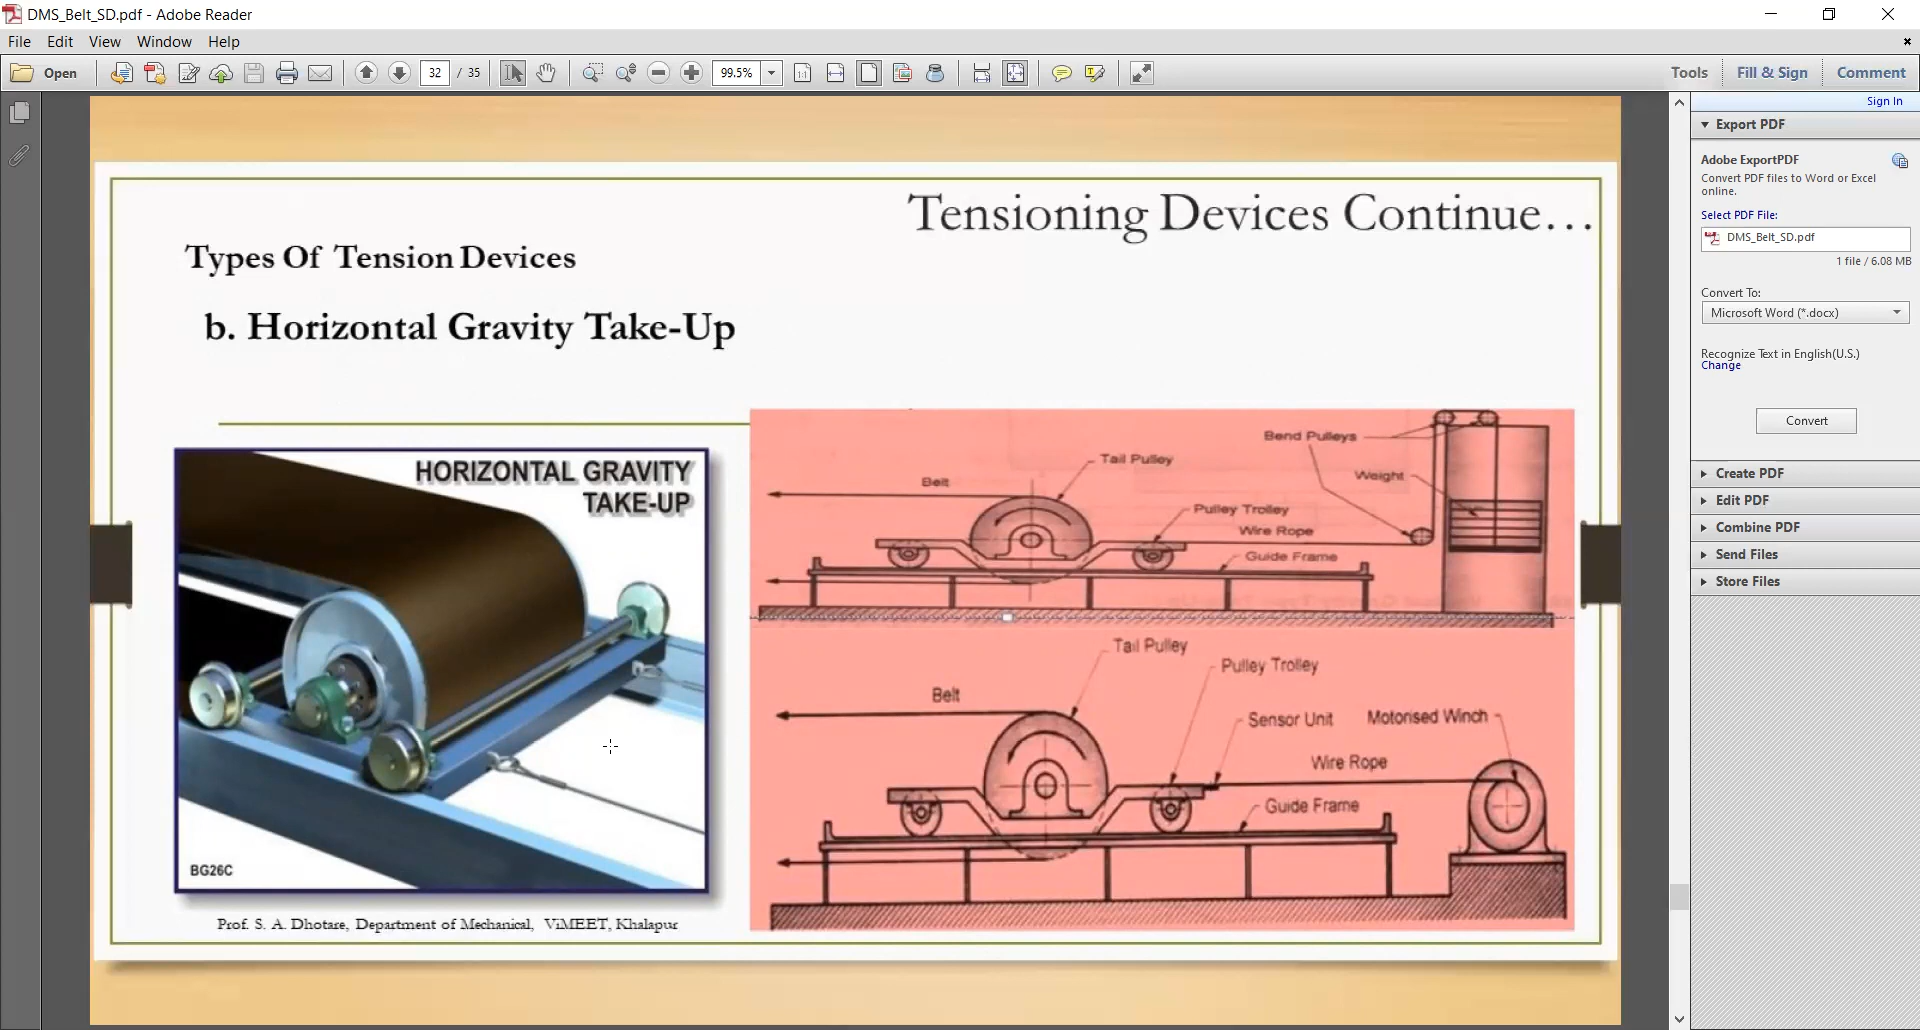 DMS_Belt_SD.pdf - Adobe Reader
File Edit View Window Help
Open 32 / 35 99.5% Tools Fill & Sign Comment
Sign In
Export PDF
Adobe ExportPDF
Convert PDF files to Word or Excel
online.
Select PDF File:
DMS_Belt_SD.pdf
1 file / 6.08 MB
Convert To:
Microsoft Word (*.docx)
Recognize Text in English(U.S.)
Change
Convert
Create PDF
Edit PDF
Combine PDF
Send Files
Store Files
Tensioning Devices Continue…
Types Of Tension Devices
b. Horizontal Gravity Take-Up
HORIZONTAL GRAVITY
TAKE-UP
BG26C
Bend Pulleys
Tail Pulley
Weight
Belt
Pulley Trolley
Wire Rope
Guide Frame
Tail Pulley
Pulley Trolley
Belt
Sensor Unit
Motorised Winch
Wire Rope
Guide Frame
Prof. S. A. Dhotare, Department of Mechanical, ViMEET, Khalapur